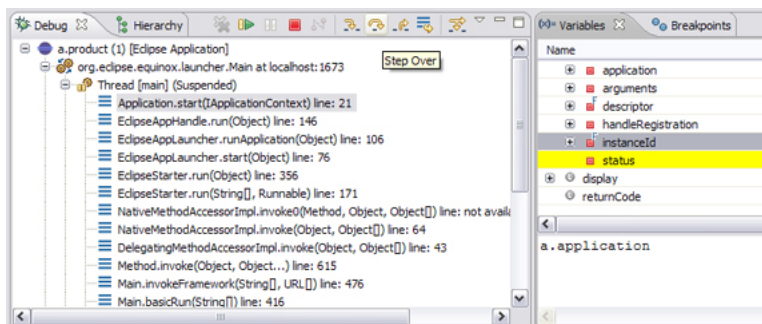 Debug Hierarchy
Step Over
a.product (1) [Eclipse Application]
org.eclipse.equinox.launcher.Main at localhost:1673
Thread [main] (Suspended)
Application.start(IApplicationContext) line: 21
EclipseAppHandle.run(Object) line: 146
EclipseAppLauncher.runApplication(Object) line: 106
EclipseAppLauncher.start(Object) line: 76
EclipseStarter.run(Object) line: 356
EclipseStarter.run(String[], Runnable) line: 171
NativeMethodAccessorImpl.invoke0(Method, Object, Object[]) line: not availa
NativeMethodAccessorImpl.invoke(Object, Object[]) line: 64
DelegatingMethodAccessorImpl.invoke(Object, Object[]) line: 43
Method.invoke(Object, Object...) line: 615
Main.invokeFramework(String[], URL[]) line: 476
Main.basicRun(String[]) line: 416
(x)= Variables Breakpoints
Name
application
arguments
F descriptor
handleRegistration
F instanceId
status
display
returnCode
a.application